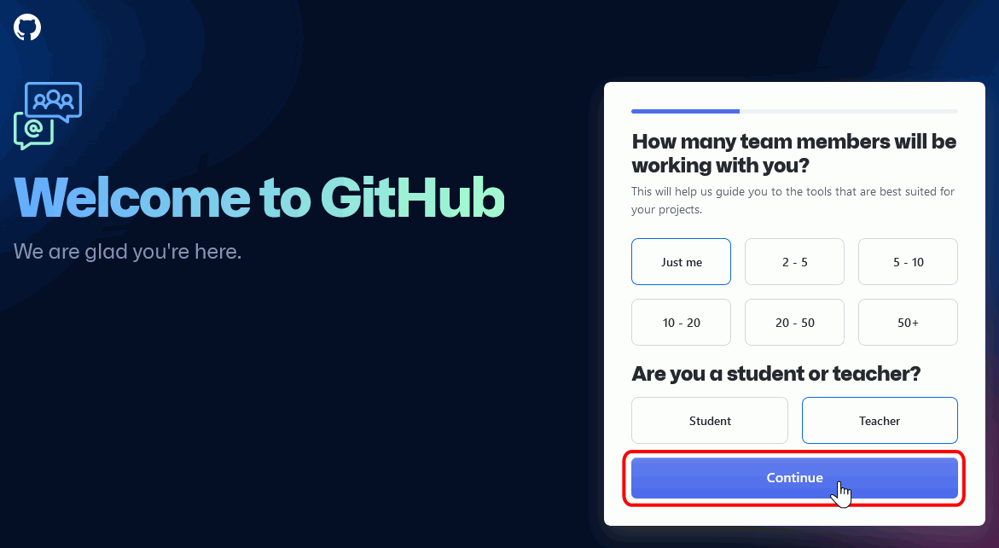 Welcome to GitHub
We are glad you're here.
How many team members will be
working with you?
This will help us guide you to the tools that are best suited for
your projects.
Just me
2 - 5
5 - 10
10 - 20
20 - 50
50+
Are you a student or teacher?
Student
Teacher
Continue